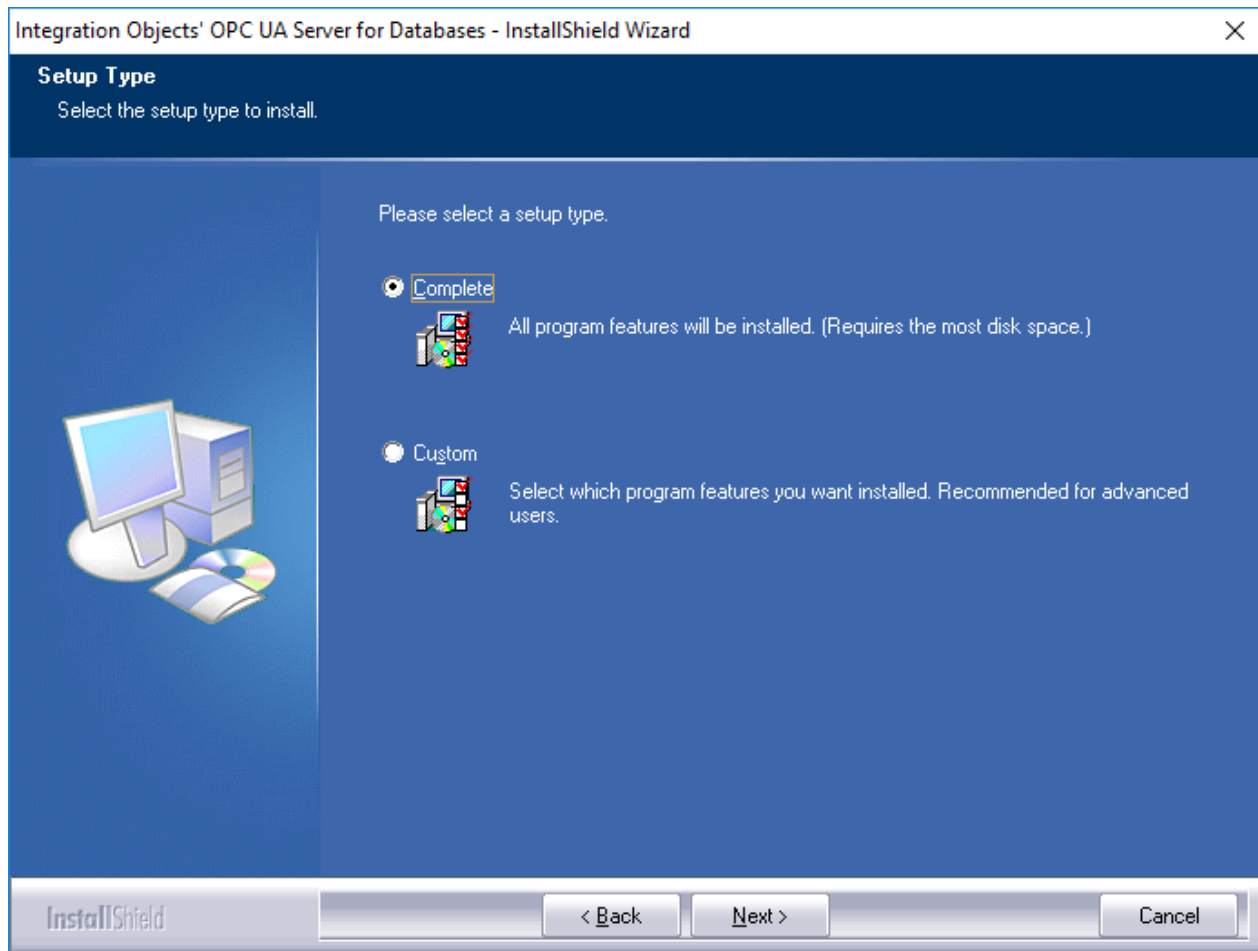 Integration Objects' OPC UA Server for Databases - InstallShield Wizard
Setup Type
Select the setup type to install.
Please select a setup type.
Complete
All program features will be installed. (Requires the most disk space.)
Custom
Select which program features you want installed. Recommended for advanced
users.
InstallShield
< Back
Next >
Cancel